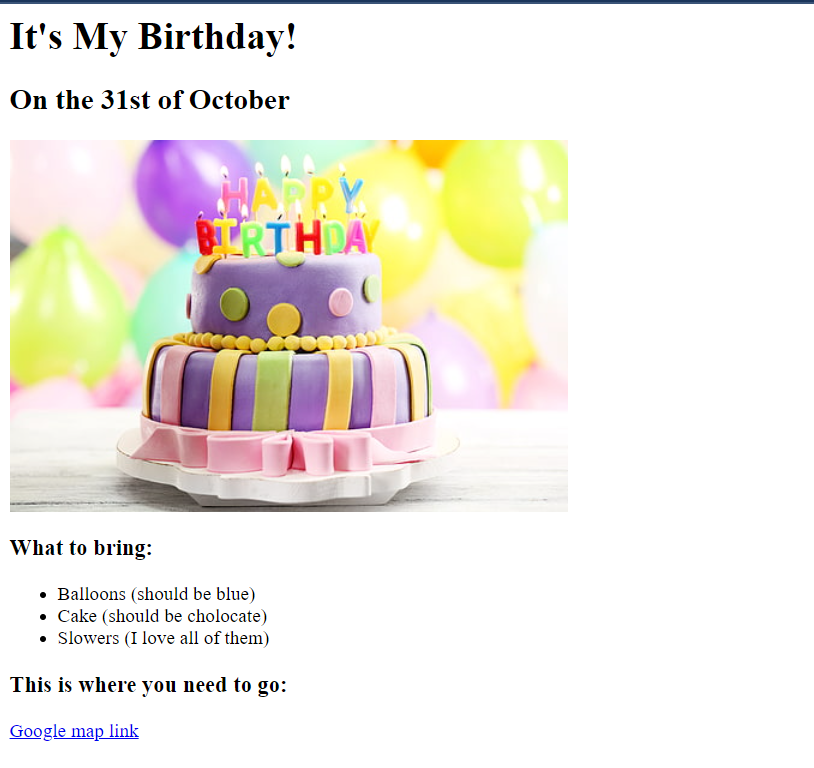 It's My Birthday!
On the 31st of October
HAPPY
BIRTHDAY
What to bring:
Balloons (should be blue)
Cake (should be cholocate)
Slowers (I love all of them)
This is where you need to go:
Google map link